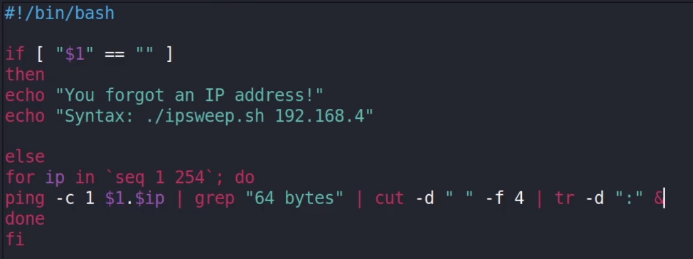 #!/bin/bash
if [ "$1" == "" ]
then
echo "You forgot an IP address!"
echo "Syntax: ./ipsweep.sh 192.168.4"
else
for ip in `seq 1 254`; do
ping -c 1 $1.$ip | grep "64 bytes" | cut -d " " -f 4 | tr -d ":" &
done
fi